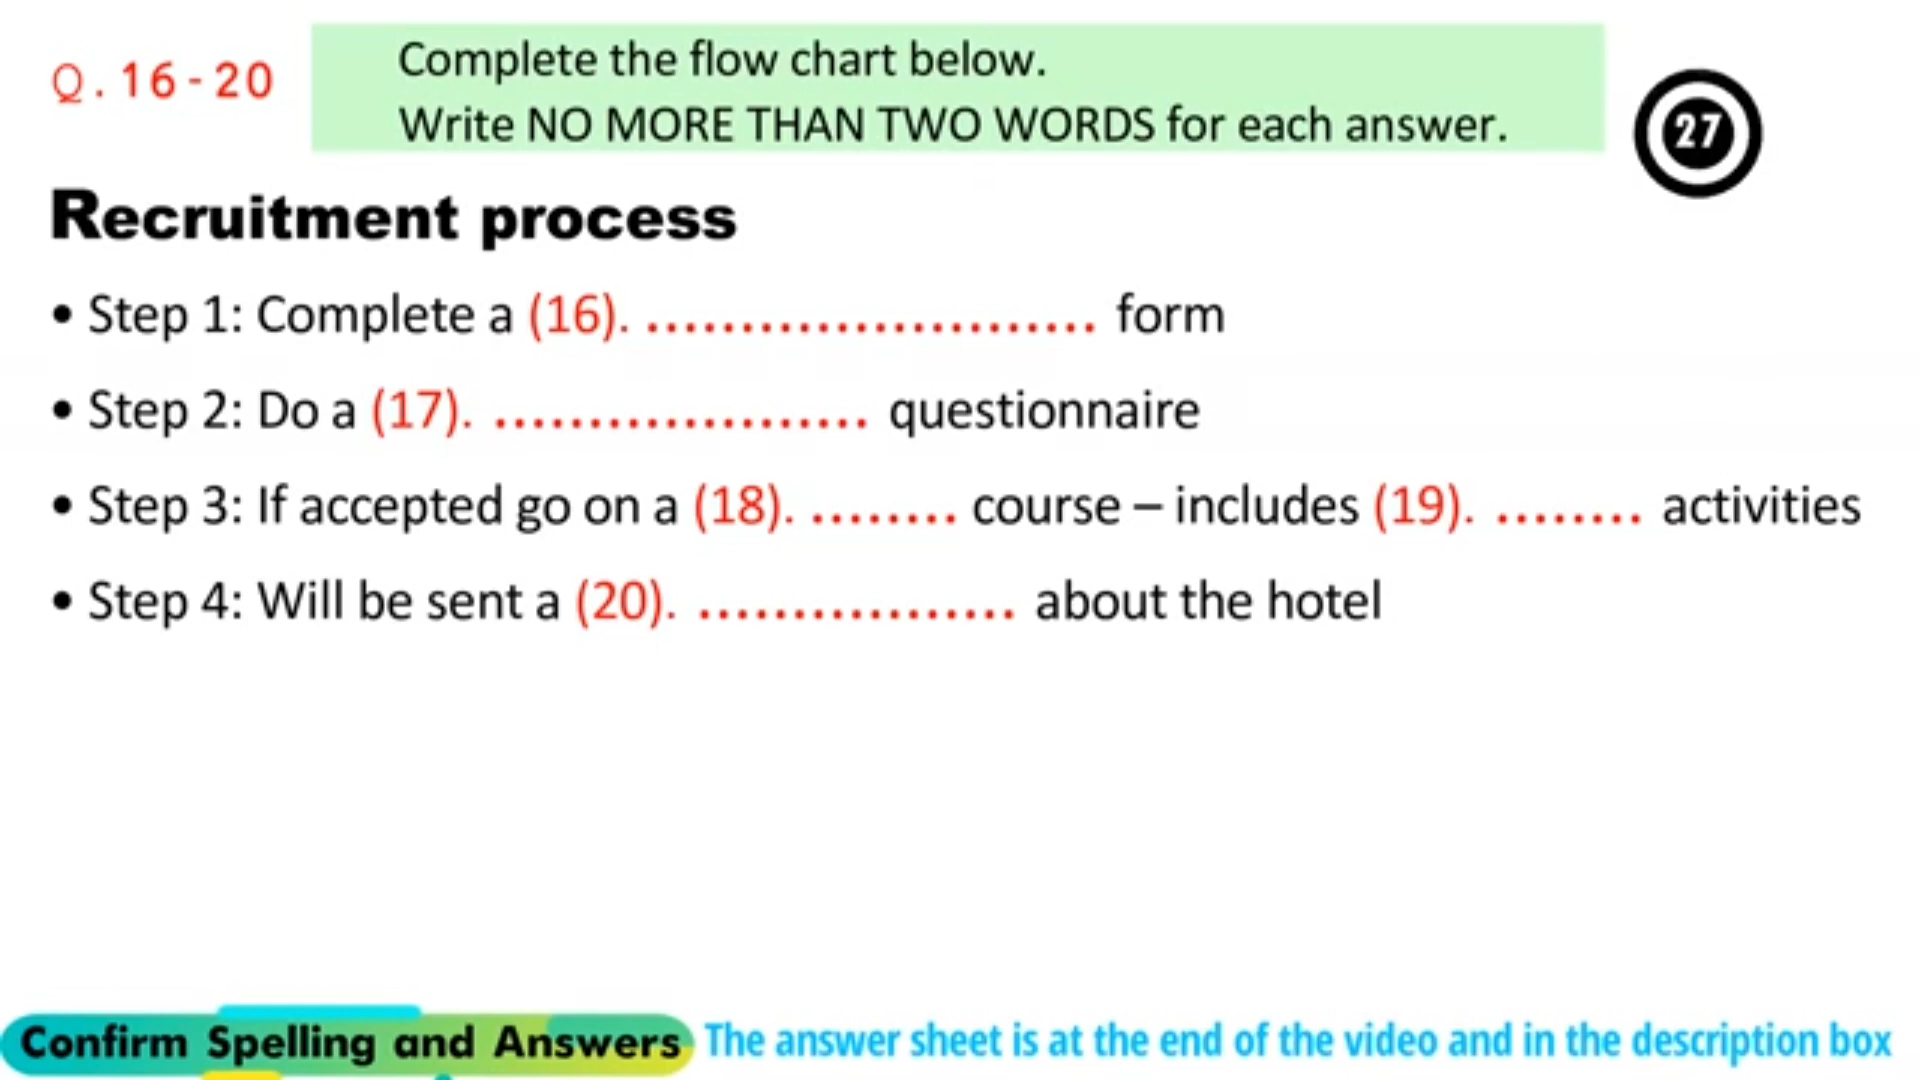 Q.16-20
Complete the flow chart below.
Write NO MORE THAN TWO WORDS for each answer.
27
Recruitment process
• Step 1: Complete a (16). ........................ form
• Step 2: Do a (17). .................... questionnaire
• Step 3: If accepted go on a (18). ........ course – includes (19). ........ activities
• Step 4: Will be sent a (20). ................. about the hotel
Confirm Spelling and Answers The answer sheet is at the end of the video and in the description box